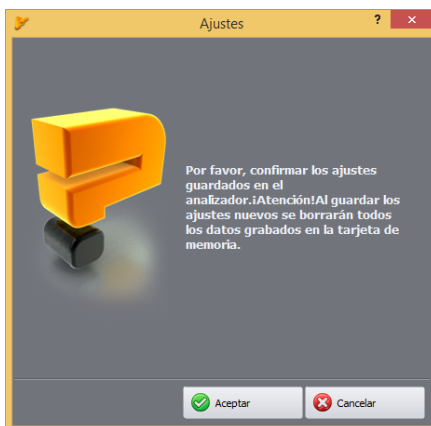 Ajustes
?
Por favor, confirmar los ajustes
guardados en el
analizador.¡Atención!Al guardar los
ajustes nuevos se borrarán todos
los datos grabados en la tarjeta de
memoria.
Aceptar
Cancelar